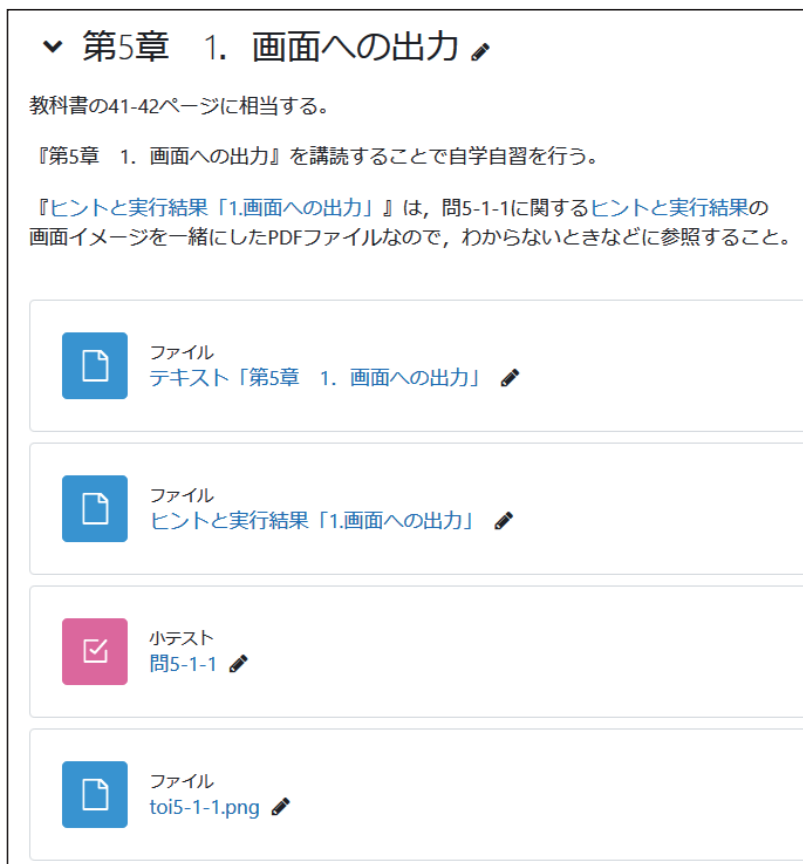 第5章　1．画面への出力
教科書の41-42ページに相当する。
『第5章　1．画面への出力』を講読することで自学自習を行う。
『ヒントと実行結果「1.画面への出力」』は，問5-1-1に関するヒントと実行結果の
画面イメージを一緒にしたPDFファイルなので，わからないときなどに参照すること。
ファイル
テキスト「第5章　1．画面への出力」
ファイル
ヒントと実行結果「1.画面への出力」
小テスト
問5-1-1
ファイル
toi5-1-1.png